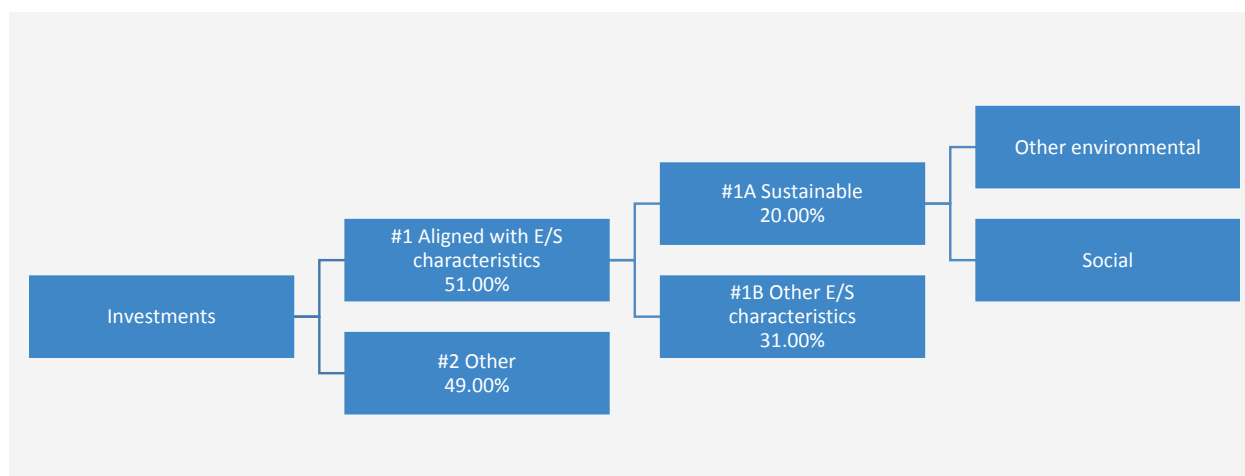 Investments
#1 Aligned with E/S
characteristics
51.00%
#2 Other
49.00%
#1A Sustainable
20.00%
#1B Other E/S
characteristics
31.00%
Other environmental
Social